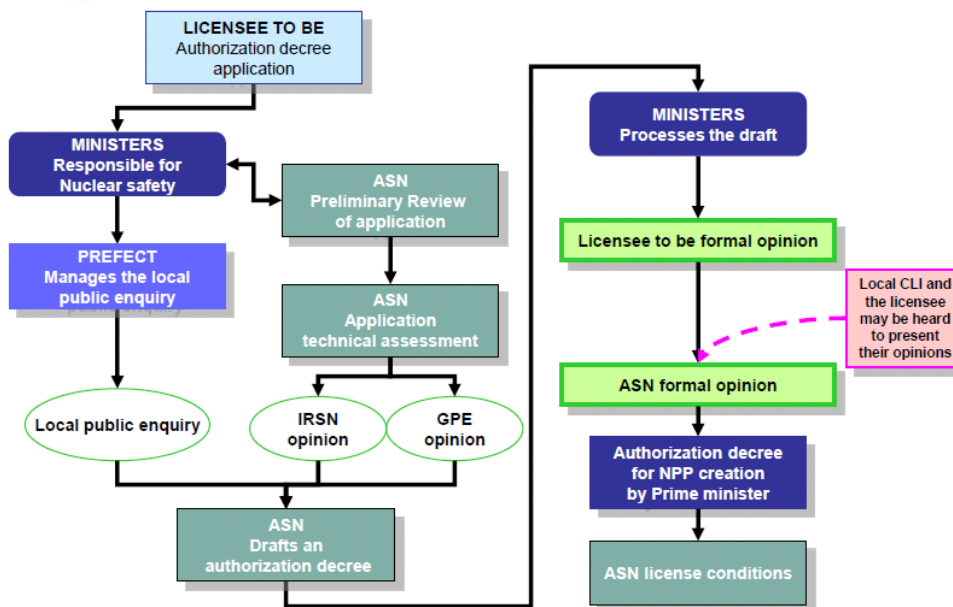 LICENSEE TO BE
Authorization decree
application
MINISTERS
Responsible for
Nuclear safety
ASN
Preliminary Review
of application
PREFECT
Manages the local
public enquiry
ASN
Application
technical assessment
Local public enquiry
IRSN
opinion
GPE
opinion
ASN
Drafts an
authorization decree
MINISTERS
Processes the draft
Licensee to be formal opinion
Local CLI and
the licensee
may be heard
to present
their opinions
ASN formal opinion
Authorization decree
for NPP creation
by Prime minister
ASN license conditions